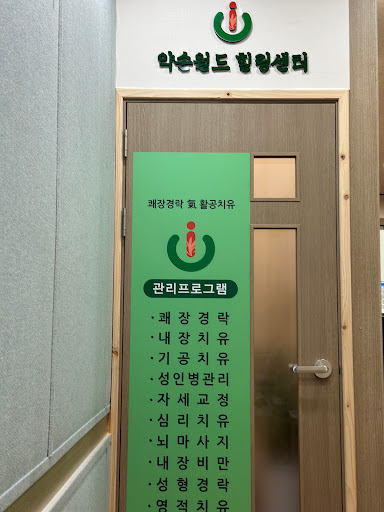 약손월드 힐링센터
쾌장경락 氣 활공치유
관리프로그램
· 쾌장경락
· 내장치유
· 기공치유
· 성인병관리
· 자세교정
· 심리치유
· 뇌마사지
· 내장비만
· 성형경락
· 영적치유